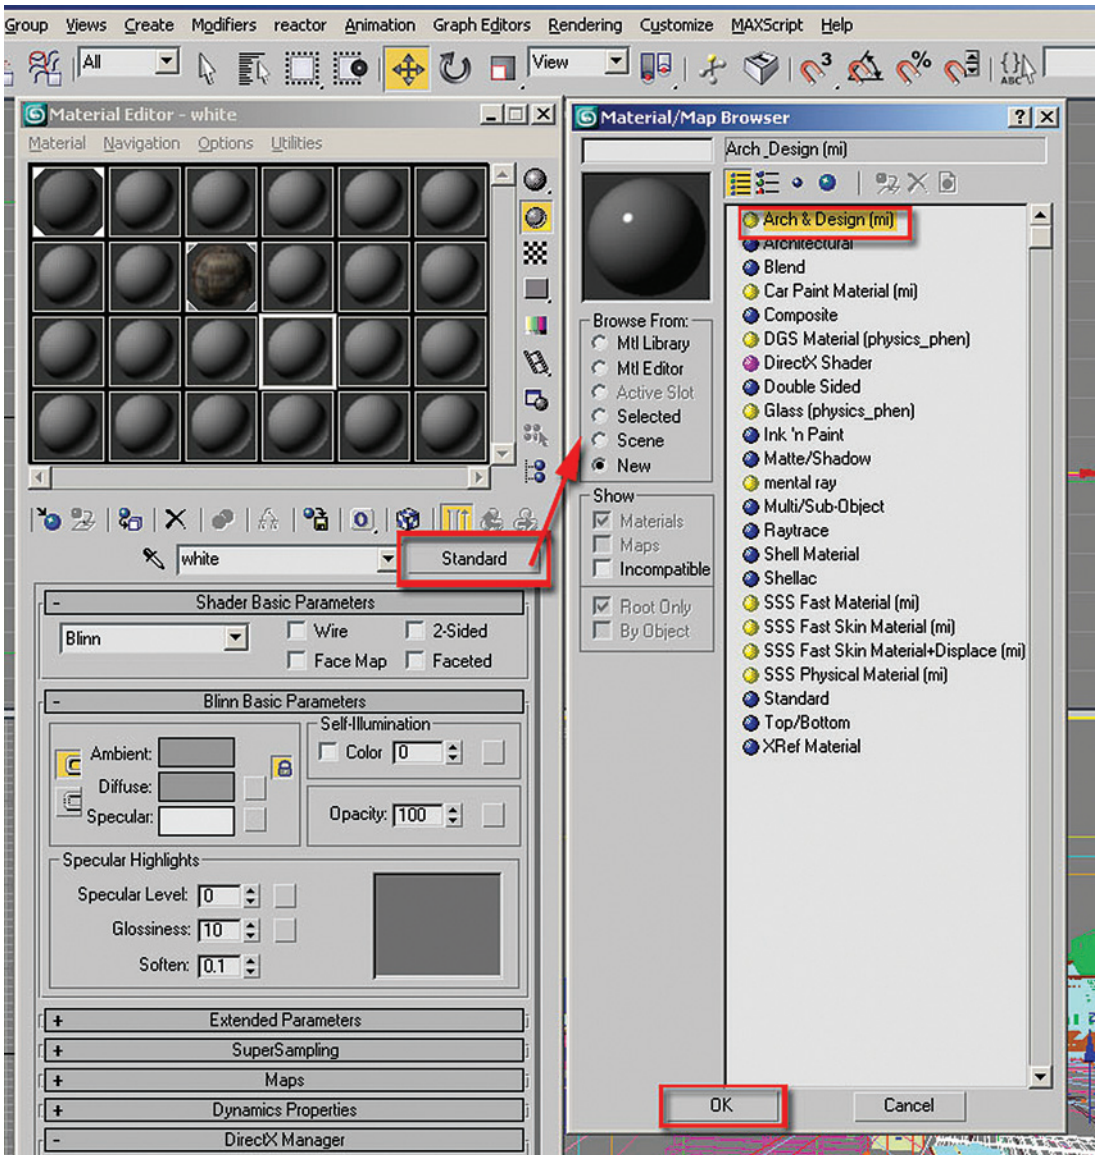 Group Views Create Modifiers reactor Animation Graph Editors Rendering Customize MAXScript Help
All
View
3
%
ABC
Material Editor - white
Material Navigation Options Utilities
white
Standard
- Shader Basic Parameters
Blinn
Wire
2-Sided
Face Map
Faceted
- Blinn Basic Parameters
Self-Illumination
Ambient:
Color 0
Diffuse:
Specular:
Opacity: 100
Specular Highlights
Specular Level: 0
Glossiness: 10
Soften: 0.1
+ Extended Parameters
+ SuperSampling
+ Maps
+ Dynamics Properties
- DirectX Manager
Material/Map Browser
Arch_Design (mi)
Browse From:
Mtl Library
Mtl Editor
Active Slot
Selected
Scene
New
Show
Materials
Maps
Incompatible
Root Only
By Object
Arch & Design (mi)
Architectural
Blend
Car Paint Material (mi)
Composite
DGS Material (physics_phen)
DirectX Shader
Double Sided
Glass (physics_phen)
Ink 'n Paint
Matte/Shadow
mental ray
Multi/Sub-Object
Raytrace
Shell Material
Shellac
SSS Fast Material (mi)
SSS Fast Skin Material (mi)
SSS Fast Skin Material+Displace (mi)
SSS Physical Material (mi)
Standard
Top/Bottom
XRef Material
OK
Cancel